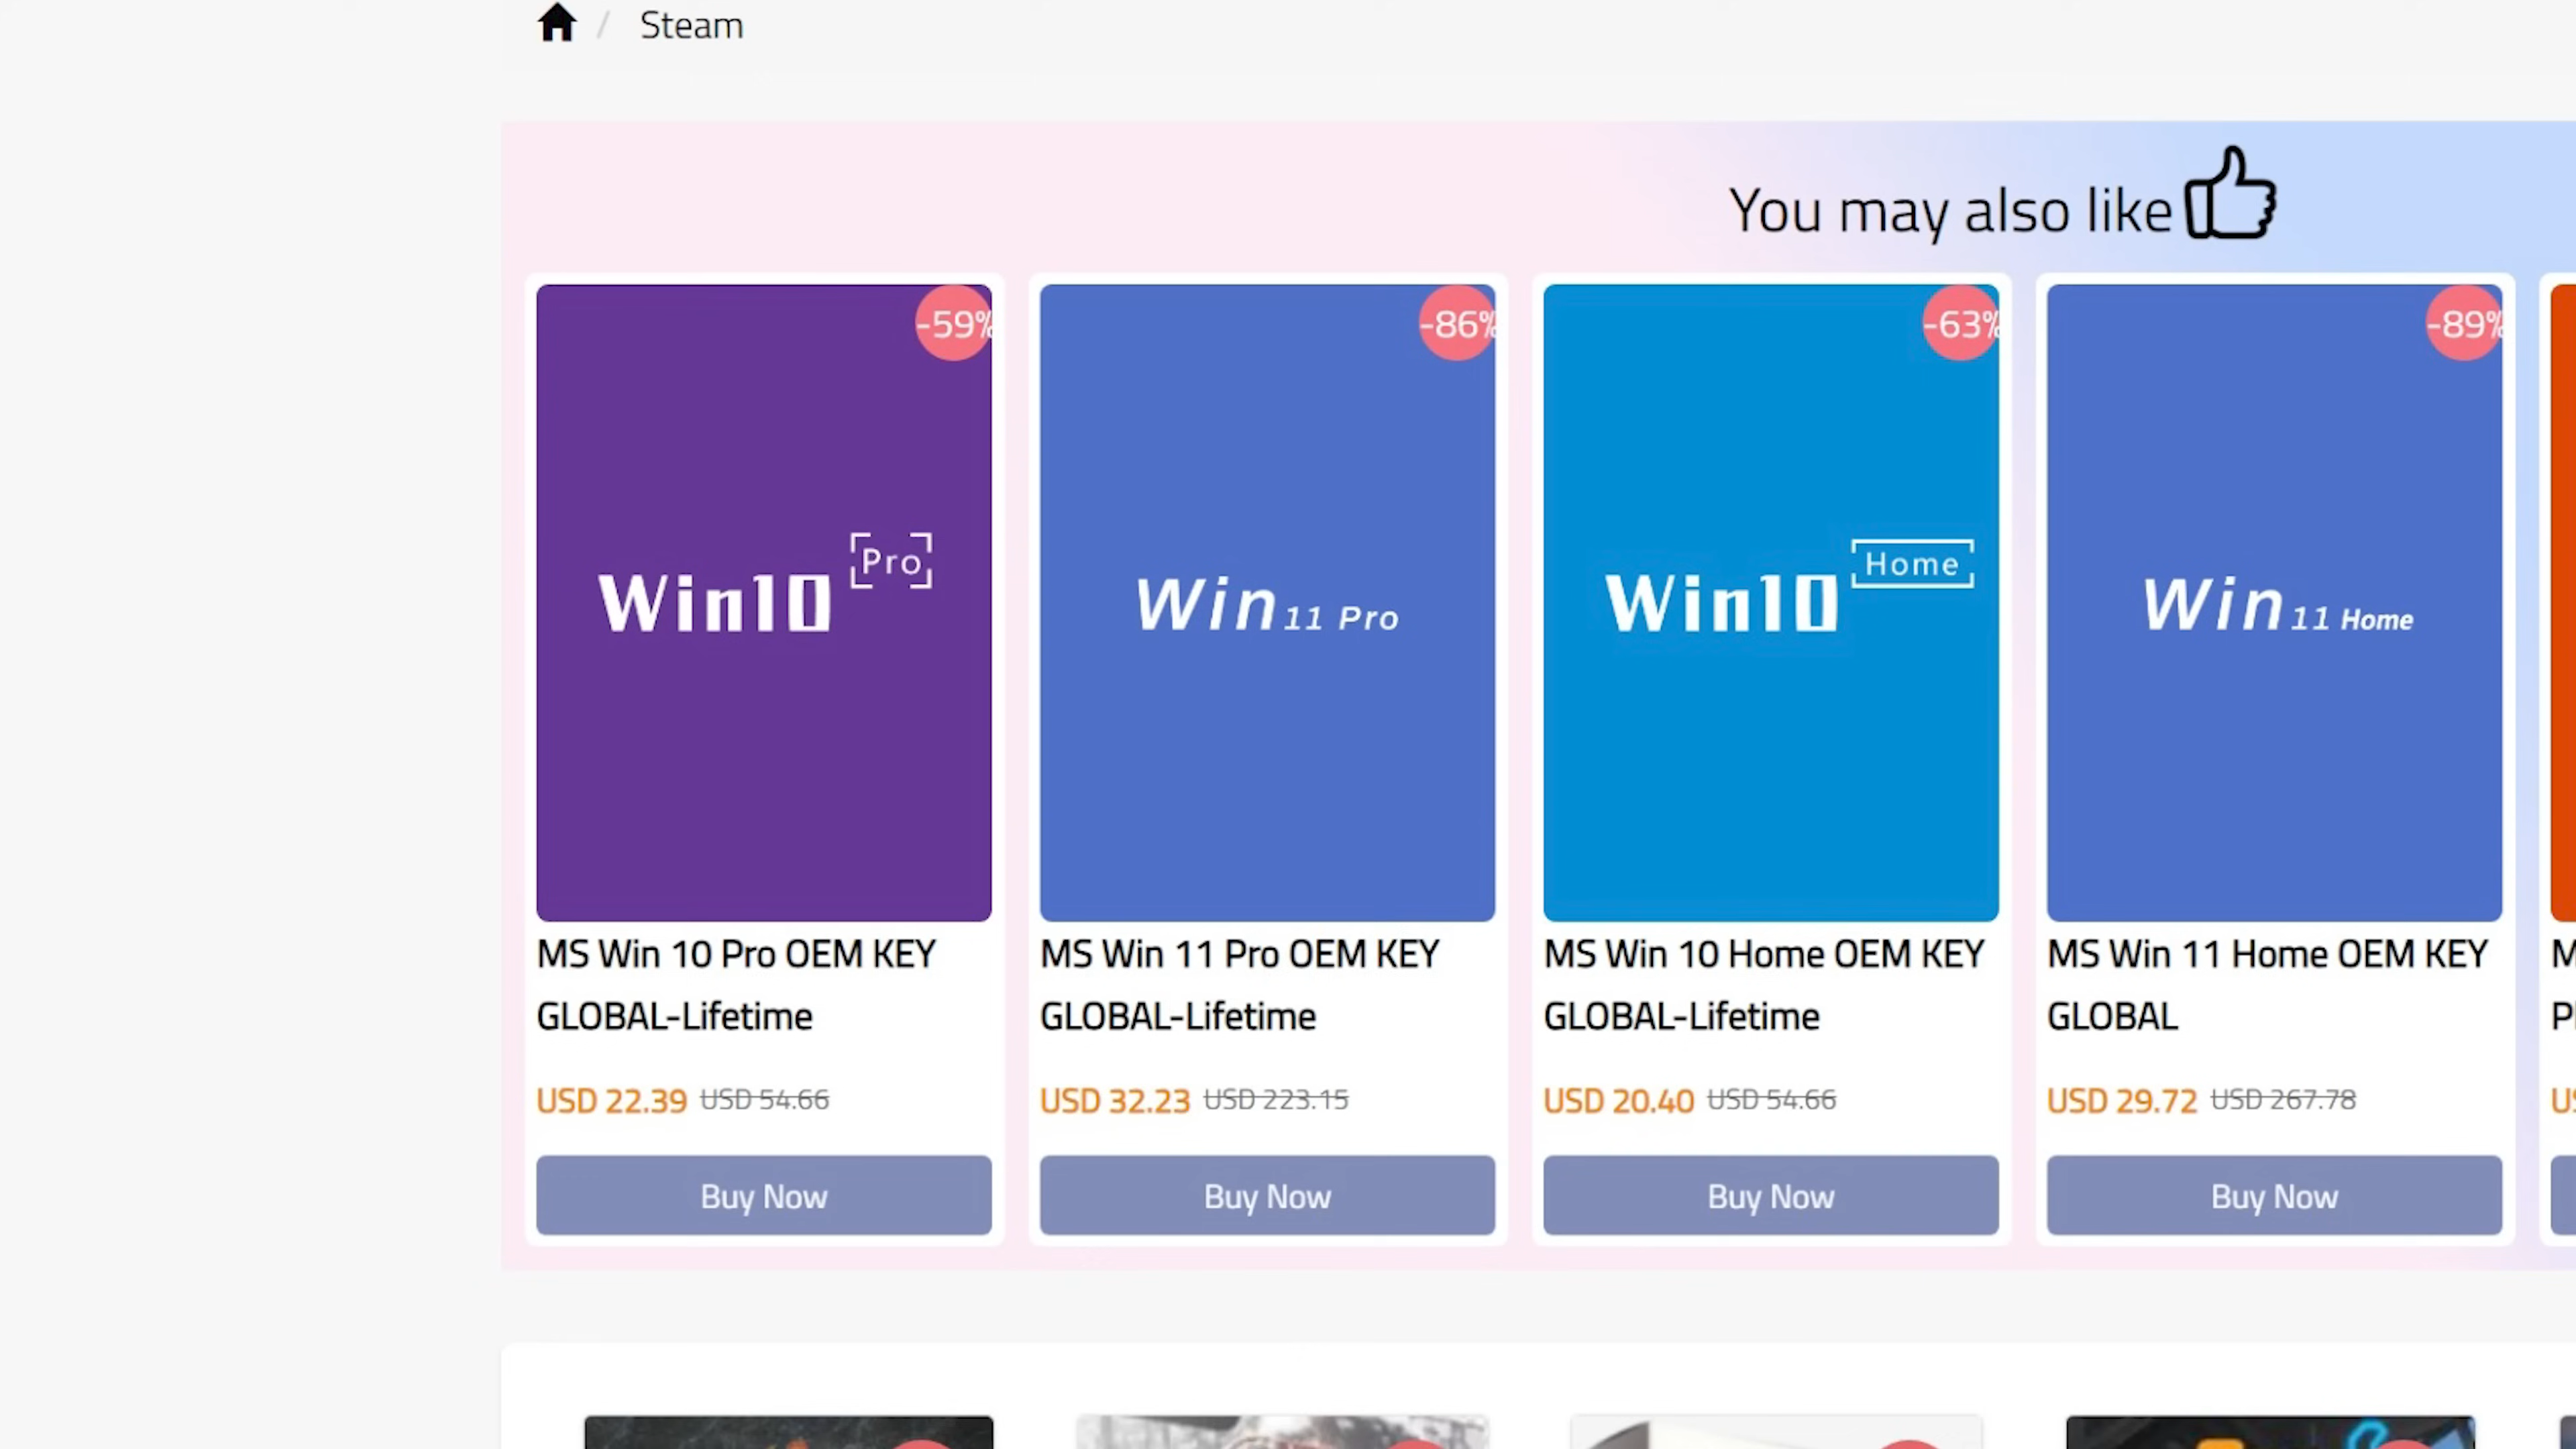 / Steam
You may also like
-59%
-86%
-63%
-89%
Win10 Pro
Win 11 Pro
Win10 Home
Win 11 Home
MS Win 10 Pro OEM KEY
GLOBAL-Lifetime
MS Win 11 Pro OEM KEY
GLOBAL-Lifetime
MS Win 10 Home OEM KEY
GLOBAL-Lifetime
MS Win 11 Home OEM KEY
GLOBAL
USD 22.39 USD 54.66
USD 32.23 USD 223.15
USD 20.40 USD 54.66
USD 29.72 USD 267.78
Buy Now
Buy Now
Buy Now
Buy Now